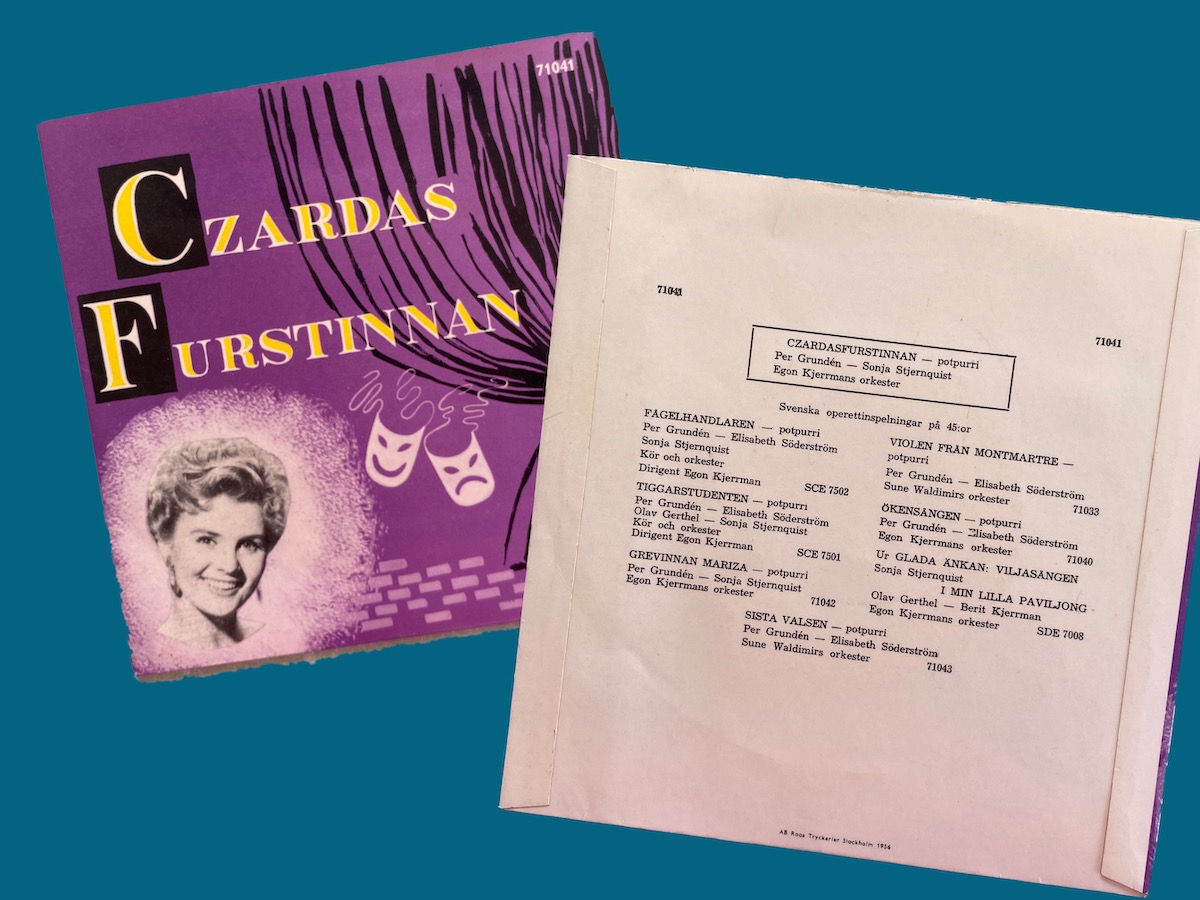 71041
CZARDAS
FURSTINNAN
71041
71041
CZARDASFURSTINNAN — potpurri
Per Grundén — Sonja Stjernquist
Egon Kjerrmans orkester
Svenska operettinspelningar på 45:or
FÅGELHANDLAREN — potpurri
Per Grundén — Elisabeth Söderström
Sonja Stjernquist
Kör och orkester
Dirigent Egon Kjerrman
SCE 7502
TIGGARSTUDENTEN — potpurri
Per Grundén — Elisabeth Söderström
Olav Gerthel — Sonja Stjernquist
Kör och orkester
Dirigent Egon Kjerrman
SCE 7501
GREVINNAN MARIZA — potpurri
Per Grundén — Sonja Stjernquist
Egon Kjerrmans orkester
71042
VIOLEN FRÅN MONTMARTRE —
potpurri
Per Grundén — Elisabeth Söderström
Sune Waldimirs orkester
71033
ÖKENSÅNGEN — potpurri
Per Grundén — Elisabeth Söderström
Egon Kjerrmans orkester
71040
Ur GLADA ÄNKAN: VILJASÅNGEN
Sonja Stjernquist
I MIN LILLA PAVILJONG -
Olav Gerthel — Berit Kjerrman
Egon Kjerrmans orkester
SDE 7008
SISTA VALSEN — potpurri
Per Grundén — Elisabeth Söderström
Sune Waldimirs orkester
71043
AB Roos Tryckerier Stockholm 1956